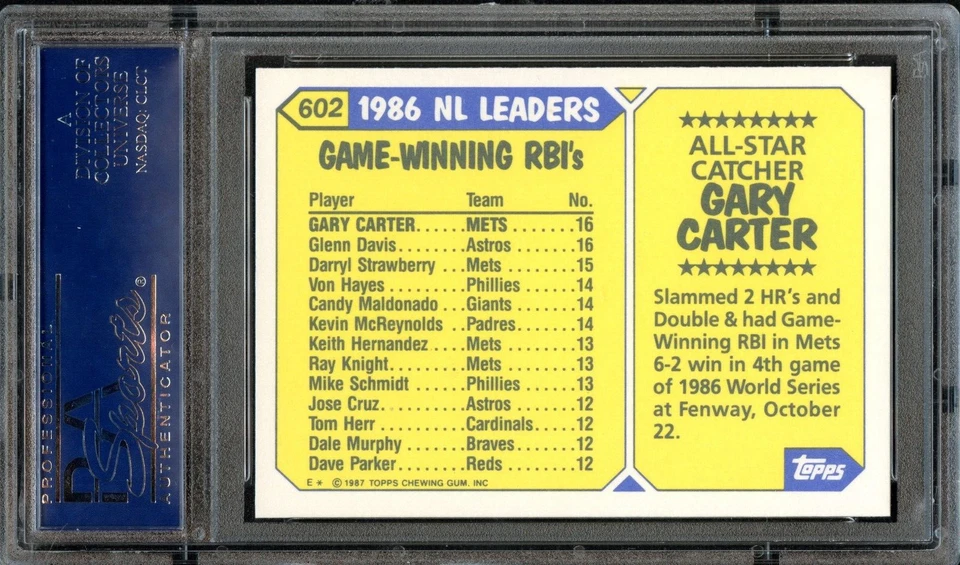 A
DIVISION OF
COLLECTORS
UNIVERSE
NASDAQ: CLCT
PROFESSIONAL
PSA
Sports®
AUTHENTICATOR
602 1986 NL LEADERS
GAME-WINNING RBI's
Player Team No.
GARY CARTER......METS.......16
Glenn Davis.......Astros........16
Darryl Strawberry ...Mets ........15
Von Hayes .........Phillies.......14
Candy Maldonado ..Giants .......14
Kevin McReynolds ..Padres.......14
Keith Hernandez....Mets ........13
Ray Knight.........Mets ........13
Mike Schmidt ......Phillies.......13
Jose Cruz..........Astros .......12
Tom Herr ..........Cardinals.....12
Dale Murphy .......Braves.......12
Dave Parker........Reds ........12
E * ©1987 TOPPS CHEWING GUM, INC
ALL-STAR
CATCHER
GARY
CARTER
Slammed 2 HR's and
Double & had Game-
Winning RBI in Mets
6-2 win in 4th game
of 1986 World Series
at Fenway, October
22.
TOPPS